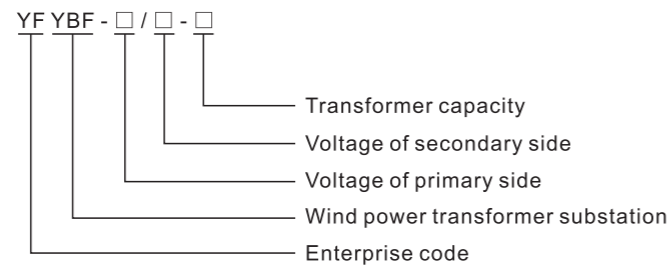 YF YBF - □ / □ - □
Transformer capacity
Voltage of secondary side
Voltage of primary side
Wind power transformer substation
Enterprise code